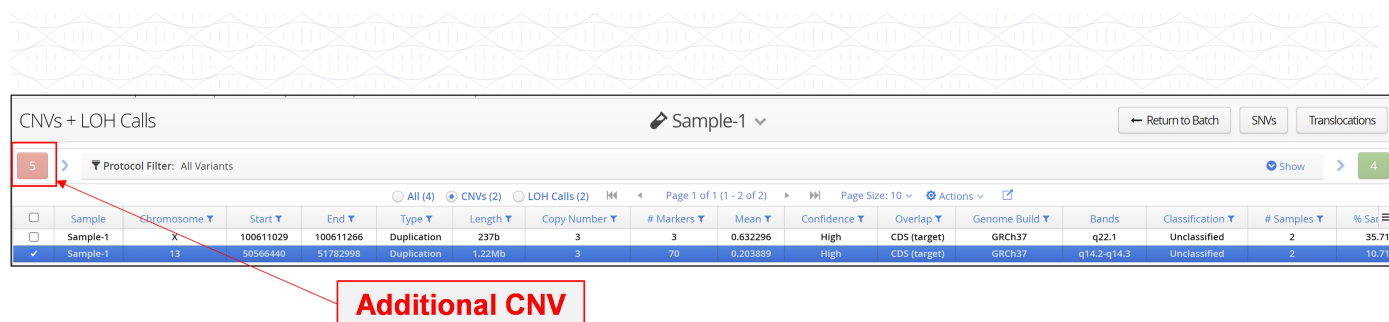 CNVs + LOH Calls Sample-1 Return to Batch SNVs Translocations
5 Protocol Filter: All Variants Show 4
All (4) CNVs (2) LOH Calls (2) Page 1 of 1 (1 - 2 of 2) Page Size: 10 Actions
Sample Chromosome Start End Type Length Copy Number # Markers Mean Confidence Overlap Genome Build Bands Classification # Samples % Sar
Sample-1 X 100611029 100611266 Duplication 237b 3 3 0.632296 High CDS (target) GRCh37 q22.1 Unclassified 2 35.71
Sample-1 13 50566440 51782998 Duplication 1.22Mb 3 70 0.203889 High CDS (target) GRCh37 q14.2-q14.3 Unclassified 2 10.71
Additional CNV